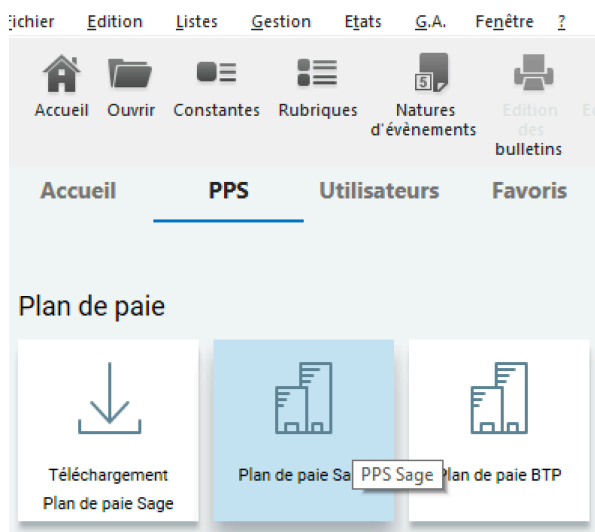 ichier Edition Listes Gestion Etats G.A. Fenêtre ?
Accueil Ouvrir Constantes Rubriques Natures d'évènements Edition des bulletins
Accueil PPS Utilisateurs Favoris
Plan de paie
Téléchargement
Plan de paie Sage
Plan de paie Sa
PPS Sage
Plan de paie BTP